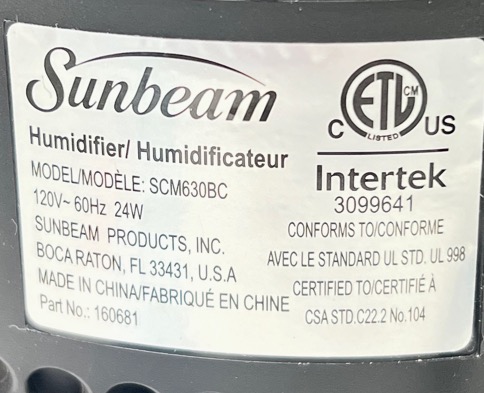 Sunbeam
Humidifier/ Humidificateur
MODEL/MODÈLE: SCM630BC
120V~ 60Hz 24W
SUNBEAM PRODUCTS, INC.
BOCA RATON, FL 33431, U.S.A
MADE IN CHINA/FABRIQUÉ EN CHINE
Part No.: 160681
ETL CM
LISTED
C US
Intertek
3099641
CONFORMS TO/CONFORME
AVEC LE STANDARD UL STD. UL 998
CERTIFIED TO/CERTIFIÉ À
CSA STD.C22.2 No.104